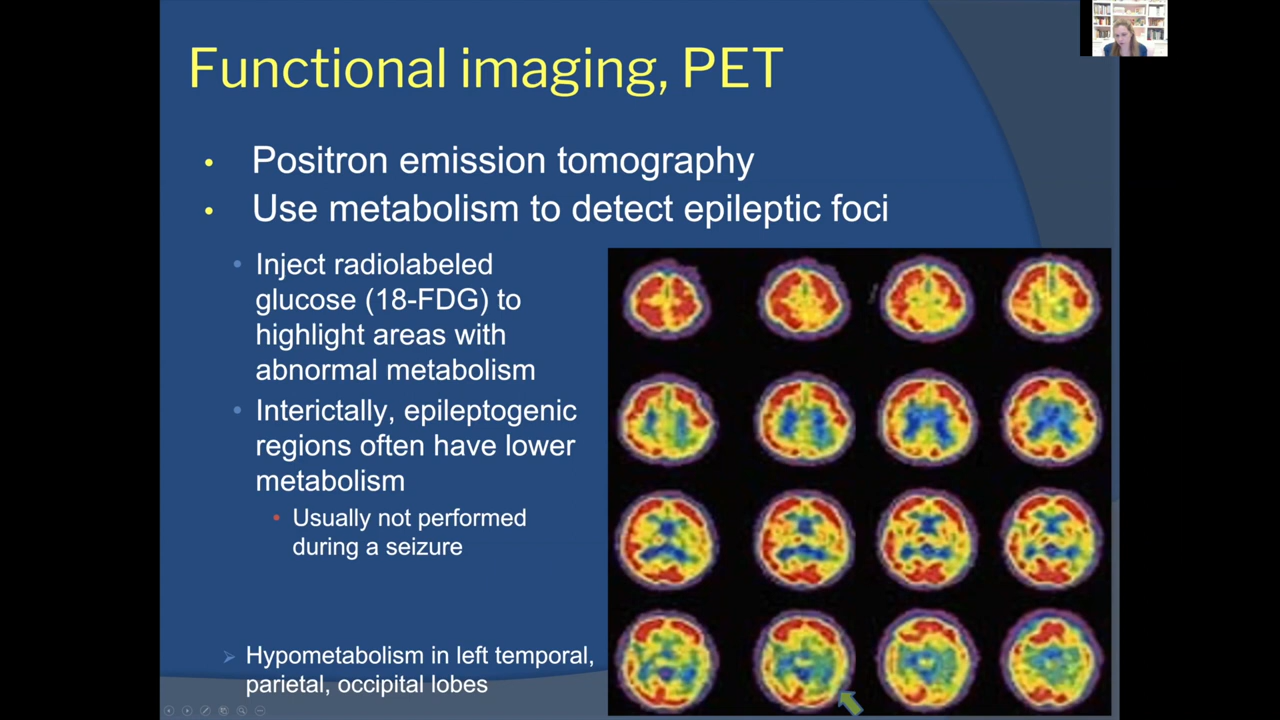 Functional imaging, PET
Positron emission tomography
Use metabolism to detect epileptic foci
Inject radiolabeled
glucose (18-FDG) to
highlight areas with
abnormal metabolism
Interictally, epileptogenic
regions often have lower
metabolism
Usually not performed
during a seizure
Hypometabolism in left temporal,
parietal, occipital lobes